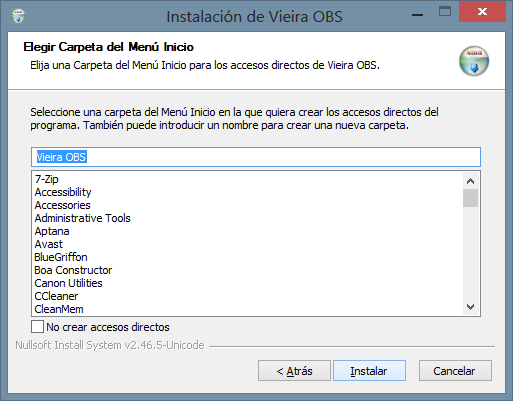 Instalación de Vieira OBS
Elegir Carpeta del Menú Inicio
Elija una Carpeta del Menú Inicio para los accesos directos de Vieira OBS.
Seleccione una carpeta del Menú Inicio en la que quiera crear los accesos directos del
programa. También puede introducir un nombre para crear una nueva carpeta.
Vieira OBS
7-Zip
Accessibility
Accessories
Administrative Tools
Aptana
Avast
BlueGriffon
Boa Constructor
Canon Utilities
CCleaner
CleanMem
No crear accesos directos
Nullsoft Install System v2.46.5-Unicode
< Atrás
Instalar
Cancelar